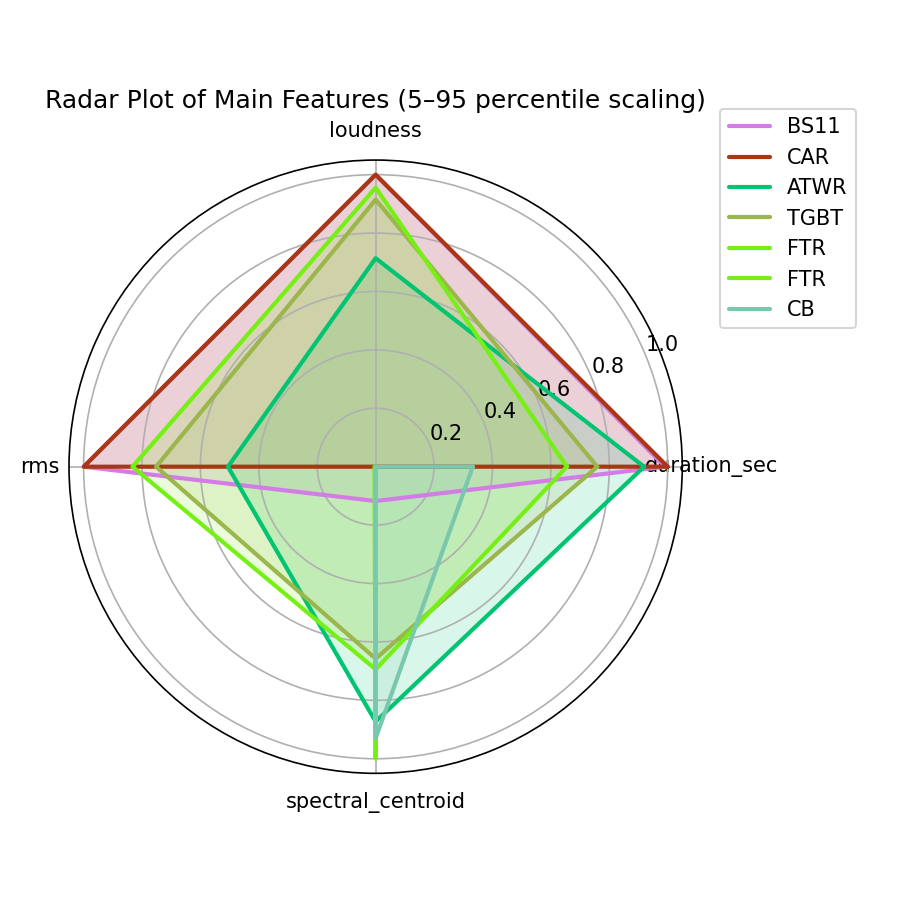 Radar Plot of Main Features (5–95 percentile scaling)
loudness
BS11
CAR
ATWR
TGBT
FTR
FTR
CB
1.0
0.8
0.6
0.4
0.2
rms
duration_sec
spectral_centroid